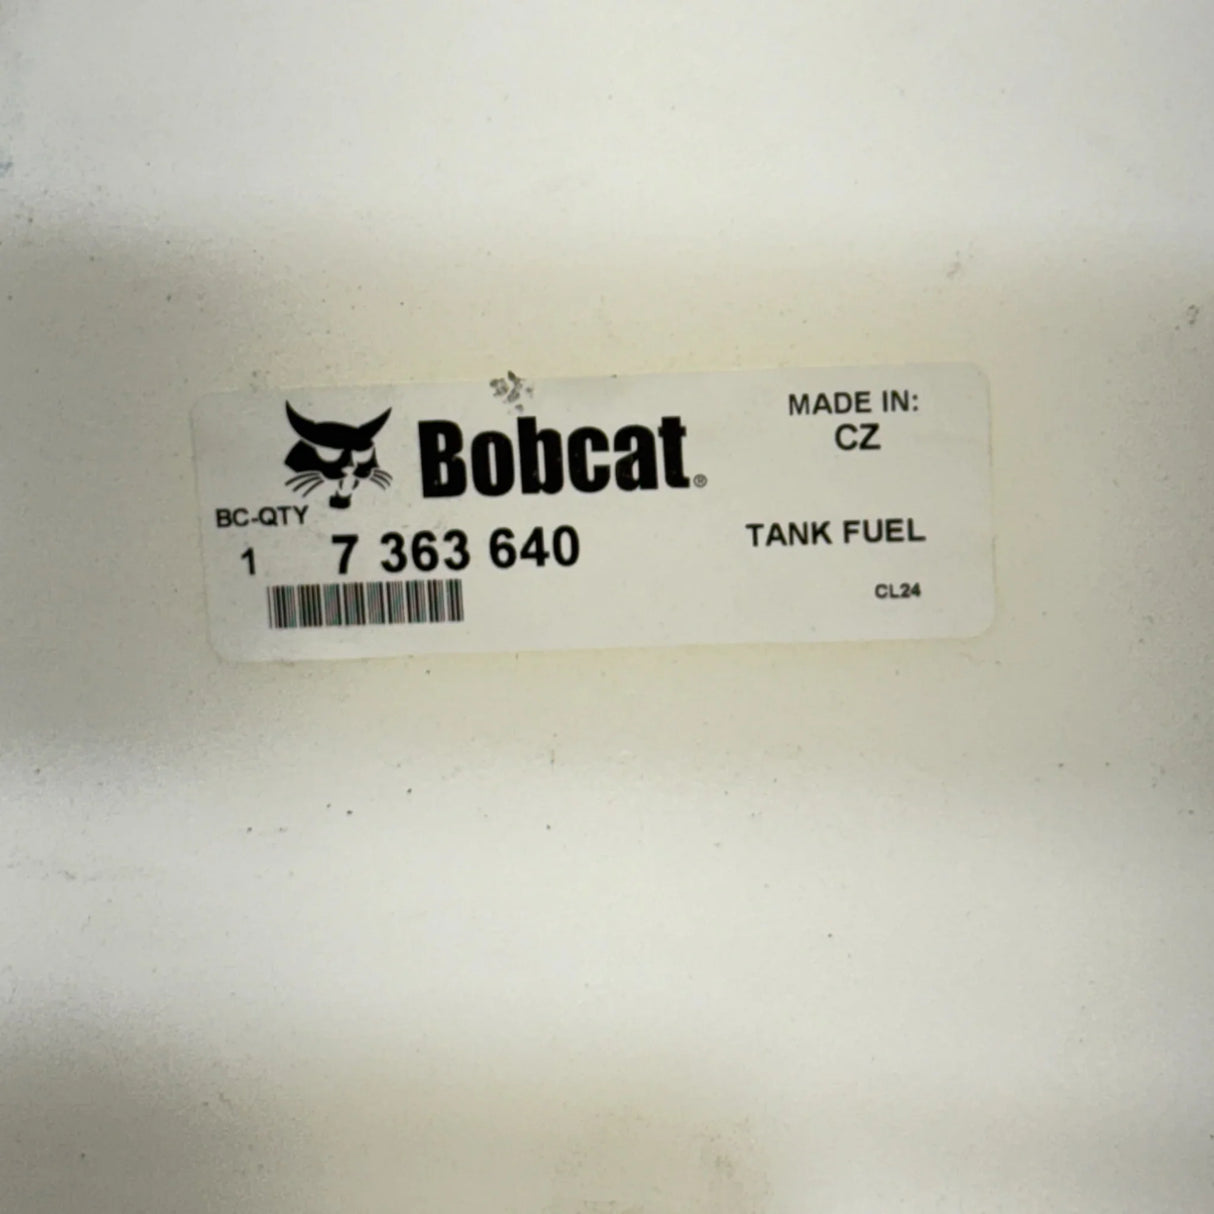 Bobcat®
MADE IN:
CZ
BC-QTY
1 7 363 640
TANK FUEL
CL24